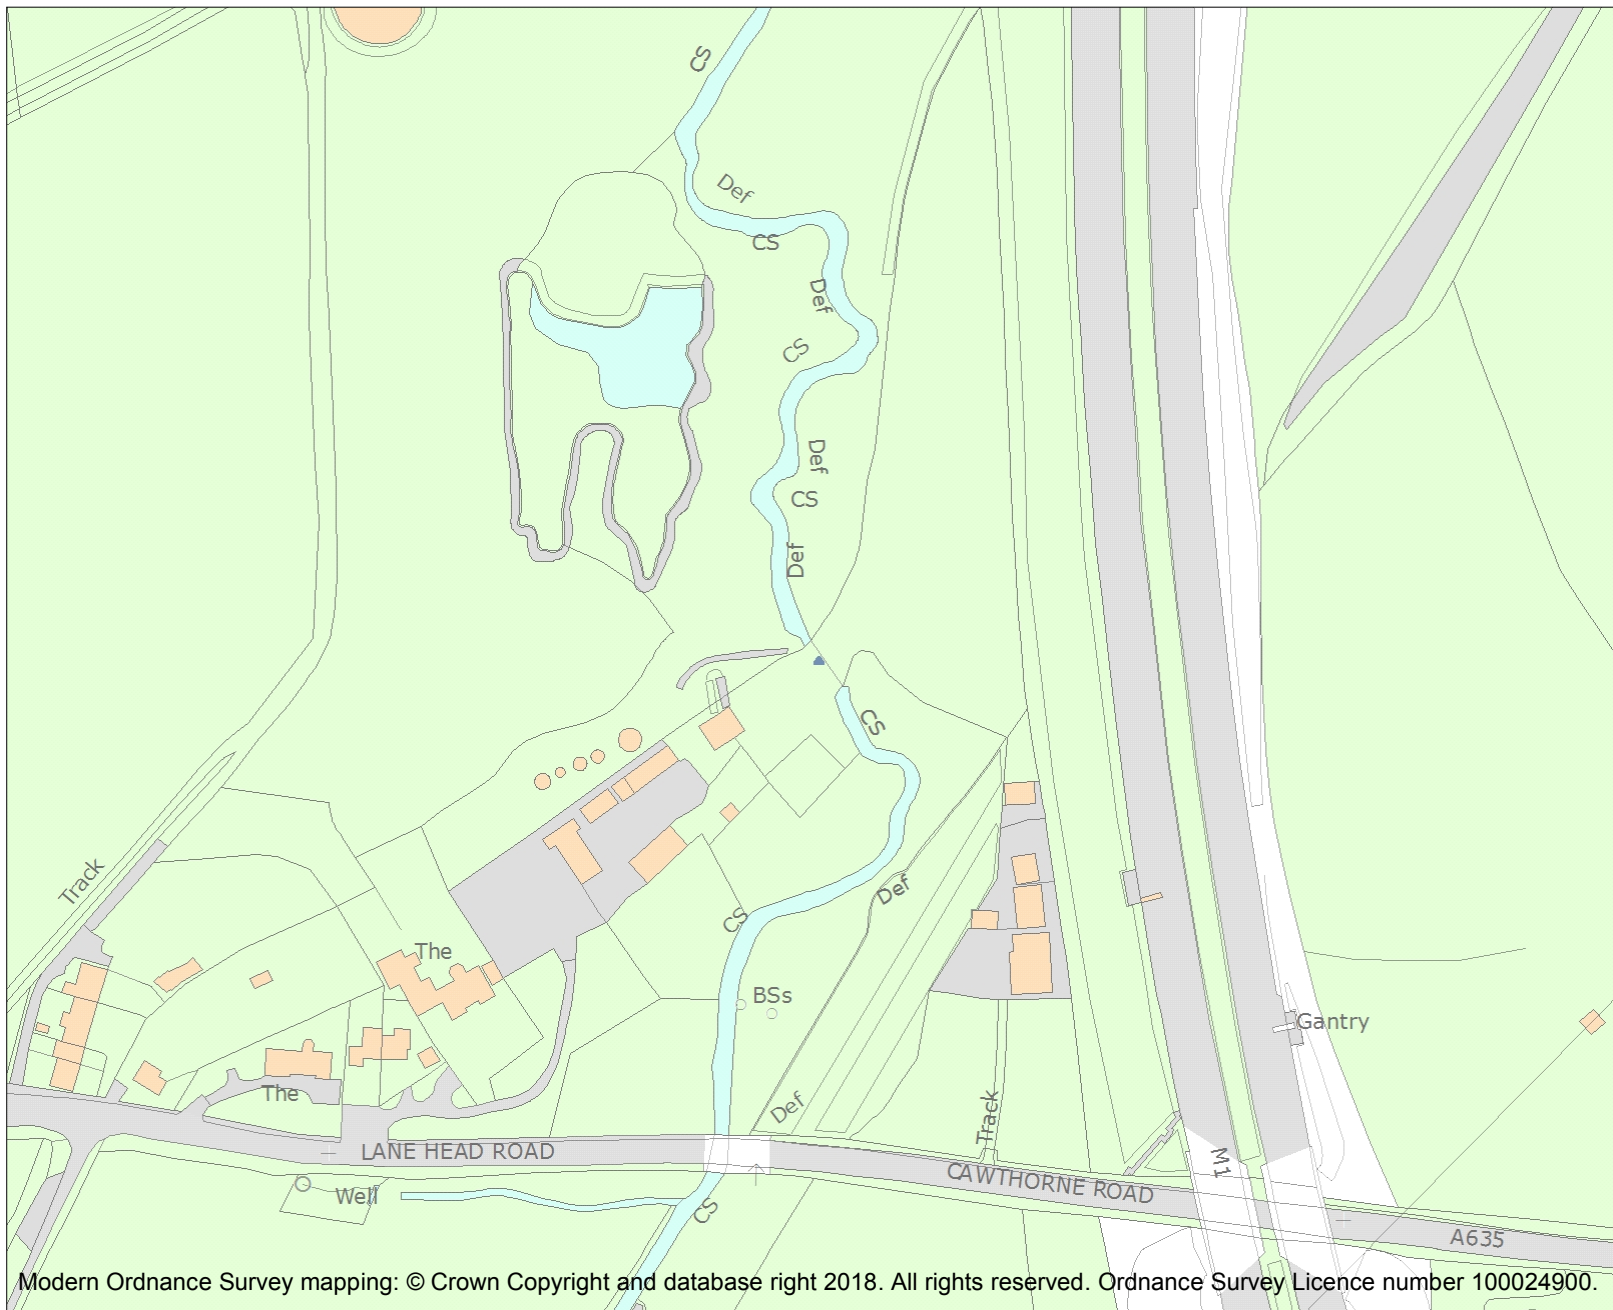 CS
Def
CS
Def
CS
Def
CS
Def
CS
Track
Def
CS
The
BSs
Gantry
The
Def
Track
LANE HEAD ROAD
CAWTHORNE ROAD
M1
Well
CS
A635
Modern Ordnance Survey mapping: © Crown Copyright and database right 2018. All rights reserved. Ordnance Survey Licence number 100024900.